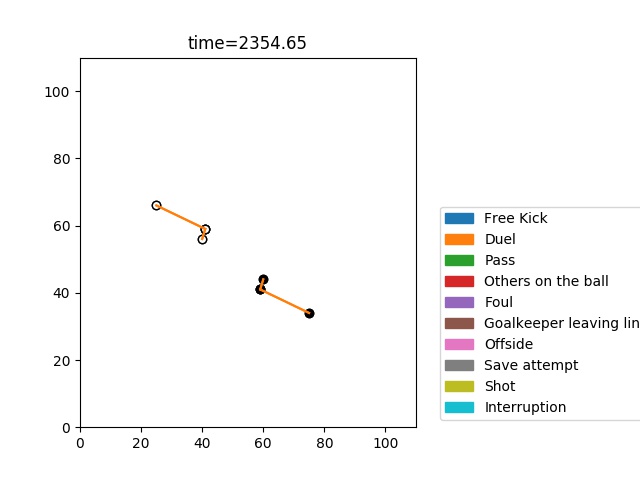 time=2354.65
100
80
60
40
20
0
0 20 40 60 80 100
Free Kick
Duel
Pass
Others on the ball
Foul
Goalkeeper leaving lin
Offside
Save attempt
Shot
Interruption